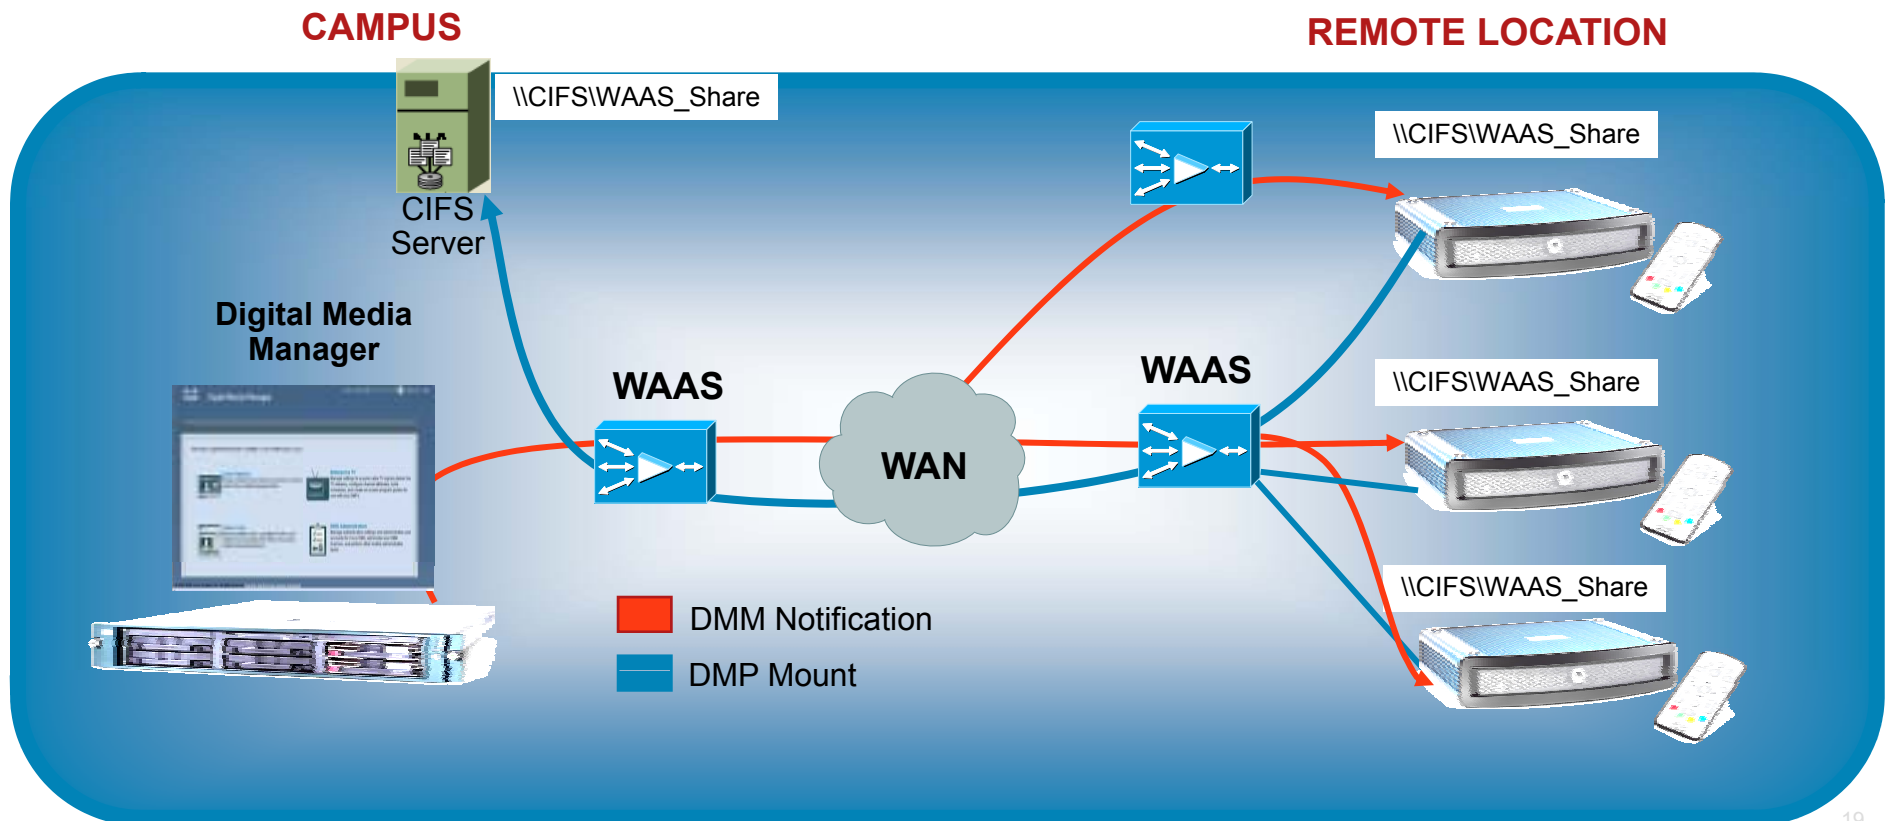 CAMPUS
REMOTE LOCATION
\\CIFS\WAAS_Share
\\CIFS\WAAS_Share
CIFS
Server
Digital Media
Manager
WAAS
WAAS
\\CIFS\WAAS_Share
WAN
\\CIFS\WAAS_Share
DMM Notification
DMP Mount
19